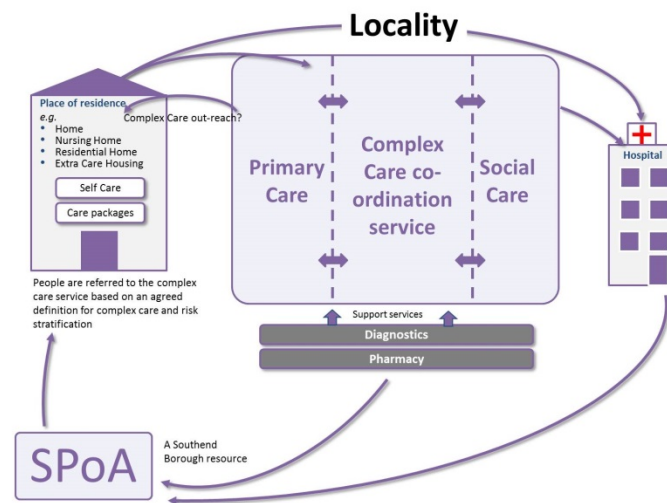 Locality
Place of residence
e.g.
• Home
• Nursing Home
• Residential Home
• Extra Care Housing
Self Care
Care packages
Complex Care out-reach?
Primary
Care
Complex
Care co-
ordination
service
Social
Care
Hospital
People are referred to the complex
care service based on an agreed
definition for complex care and risk
stratification
Support services
Diagnostics
Pharmacy
SPoA
A Southend
Borough resource